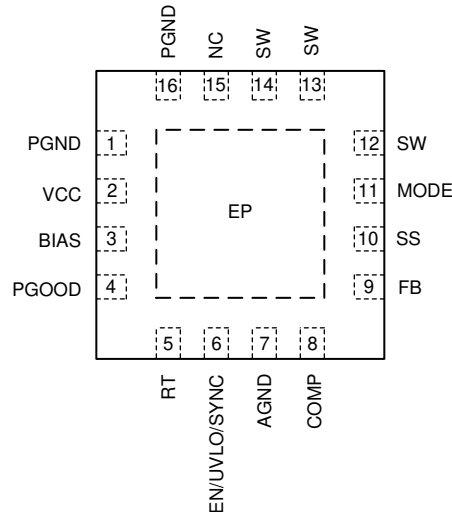 PGND
NC
SW
SW
16
15
14
13
PGND 1
12 SW
VCC 2
11 MODE
EP
BIAS 3
10 SS
PGOOD 4
9 FB
5
6
7
8
RT
EN/UVLO/SYNC
AGND
COMP